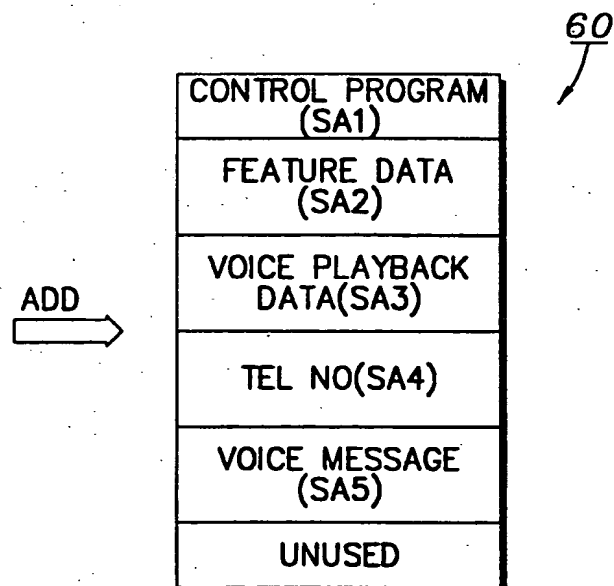 60
CONTROL PROGRAM
(SA1)
FEATURE DATA
(SA2)
VOICE PLAYBACK
DATA(SA3)
ADD
TEL NO(SA4)
VOICE MESSAGE
(SA5)
UNUSED